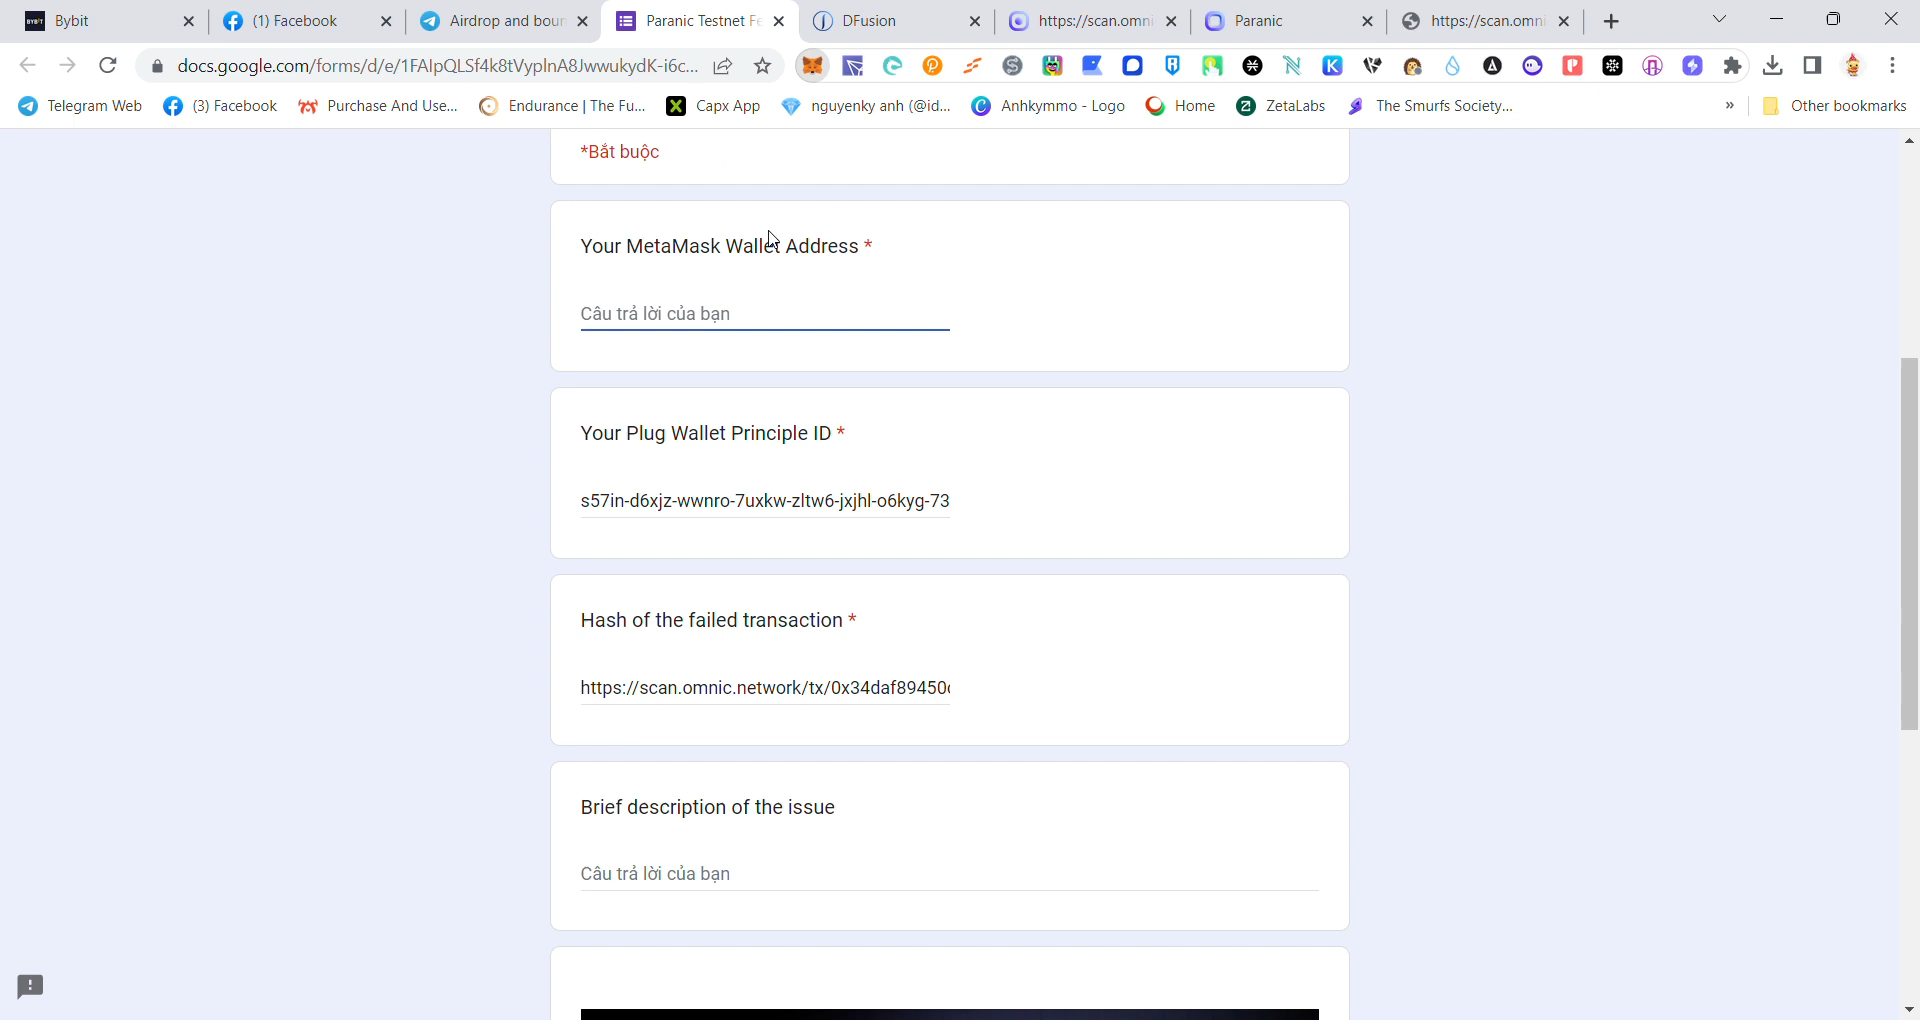 Bybit
(1) Facebook
Airdrop and boun
Paranic Testnet Fe
DFusion
https://scan.omni
Paranic
https://scan.omni
docs.google.com/forms/d/e/1FAIpQLSf4k8tVypInA8JwwukydK-i6c...
Telegram Web
(3) Facebook
Purchase And Use...
Endurance | The Fu...
Capx App
nguyenky anh (@id...
Anhkymmo - Logo
Home
ZetaLabs
The Smurfs Society...
»
Other bookmarks
*Bắt buộc
Your MetaMask Wallet Address *
Câu trả lời của bạn
Your Plug Wallet Principle ID *
s57in-d6xjz-wwnro-7uxkw-zltw6-jxjhl-o6kyg-73
Hash of the failed transaction *
https://scan.omnic.network/tx/0x34daf89450
Brief description of the issue
Câu trả lời của bạn